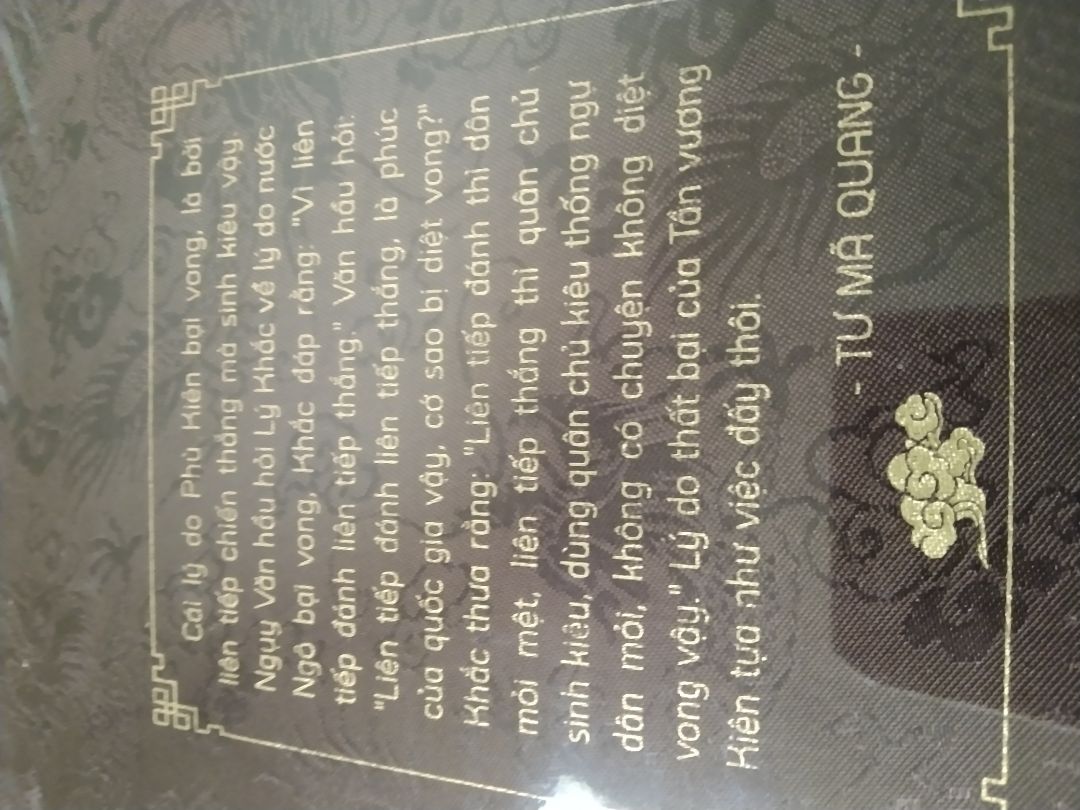 Cái lý do Phù Kiên bại vong, là bởi
liên tiếp chiến thắng mà sinh kiêu vậy.
Ngụy Văn hầu hỏi Lý Khắc về lý do nước
Ngô bại vong, Khắc đáp rằng: "Vì liên
tiếp đánh liên tiếp thắng." Văn hầu hỏi:
"Liên tiếp đánh liên tiếp thắng, là phúc
của quốc gia vậy, cớ sao bị diệt vong?"
Khắc thưa rằng: "Liên tiếp đánh thì dân
mỏi mệt, liên tiếp thắng thì quân chủ
sinh kiêu, dùng quân chủ kiêu thống ngự
dân mỏi, không có chuyện không diệt
vong vậy." Lý do thất bại của Tần vương
Kiên tựa như việc đấy thôi.
- TƯ MÃ QUANG -